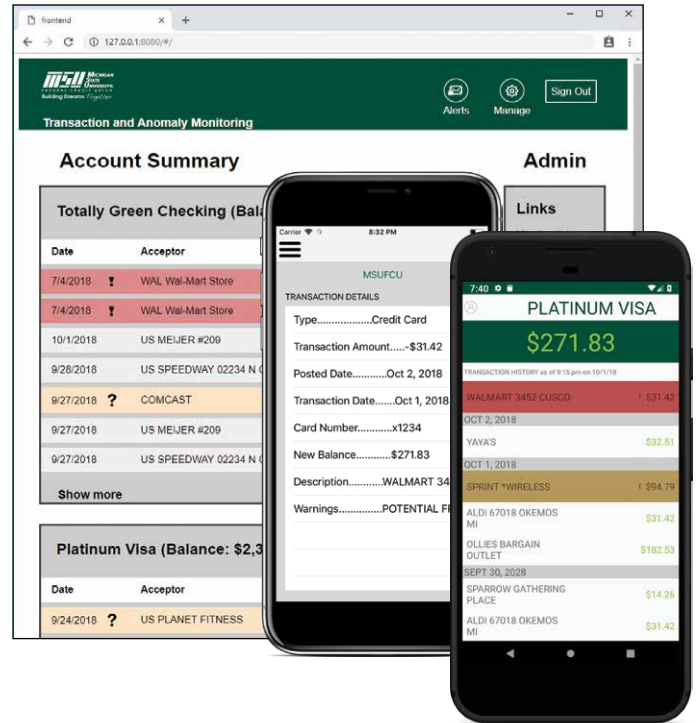 frontend
127.0.0.1:8080/#/
MSU MICHIGAN STATE UNIVERSITY
FEDERAL CREDIT UNION
Building Dreams Together
Alerts
Manage
Sign Out
Transaction and Anomaly Monitoring
Account Summary
Admin
Totally Green Checking (Bal
Links
Date Acceptor
7/4/2018 ! WAL Wal-Mart Store
7/4/2018 ! WAL Wal-Mart Store
10/1/2018 US MEIJER #209
9/28/2018 US SPEEDWAY 02234 N
9/27/2018 ? COMCAST
9/27/2018 US MEIJER #209
9/27/2018 US SPEEDWAY 02234 N
Show more
Platinum Visa (Balance: $2,3
Date Acceptor
9/24/2018 ? US PLANET FITNESS
Carrier 8:32 PM
MSUFCU
TRANSACTION DETAILS
Type..................Credit Card
Transaction Amount.....-$31.42
Posted Date............Oct 2, 2018
Transaction Date.......Oct 1, 2018
Card Number............x1234
New Balance............$271.83
Description............WALMART 34
Warnings...............POTENTIAL F
7:40
PLATINUM VISA
$271.83
TRANSACTION HISTORY as of 9:15 pm on 10/1/18
WALMART 3452 CUSCO ! $31.42
OCT 2, 2018
YAYA'S $32.51
OCT 1, 2018
SPRINT *WIRELESS ! $94.79
ALDI 67018 OKEMOS
MI $31.42
OLLIES BARGAIN
OUTLET $182.53
SEPT 30, 2028
SPARROW GATHERING
PLACE $14.26
ALDI 67018 OKEMOS
MI $31.42